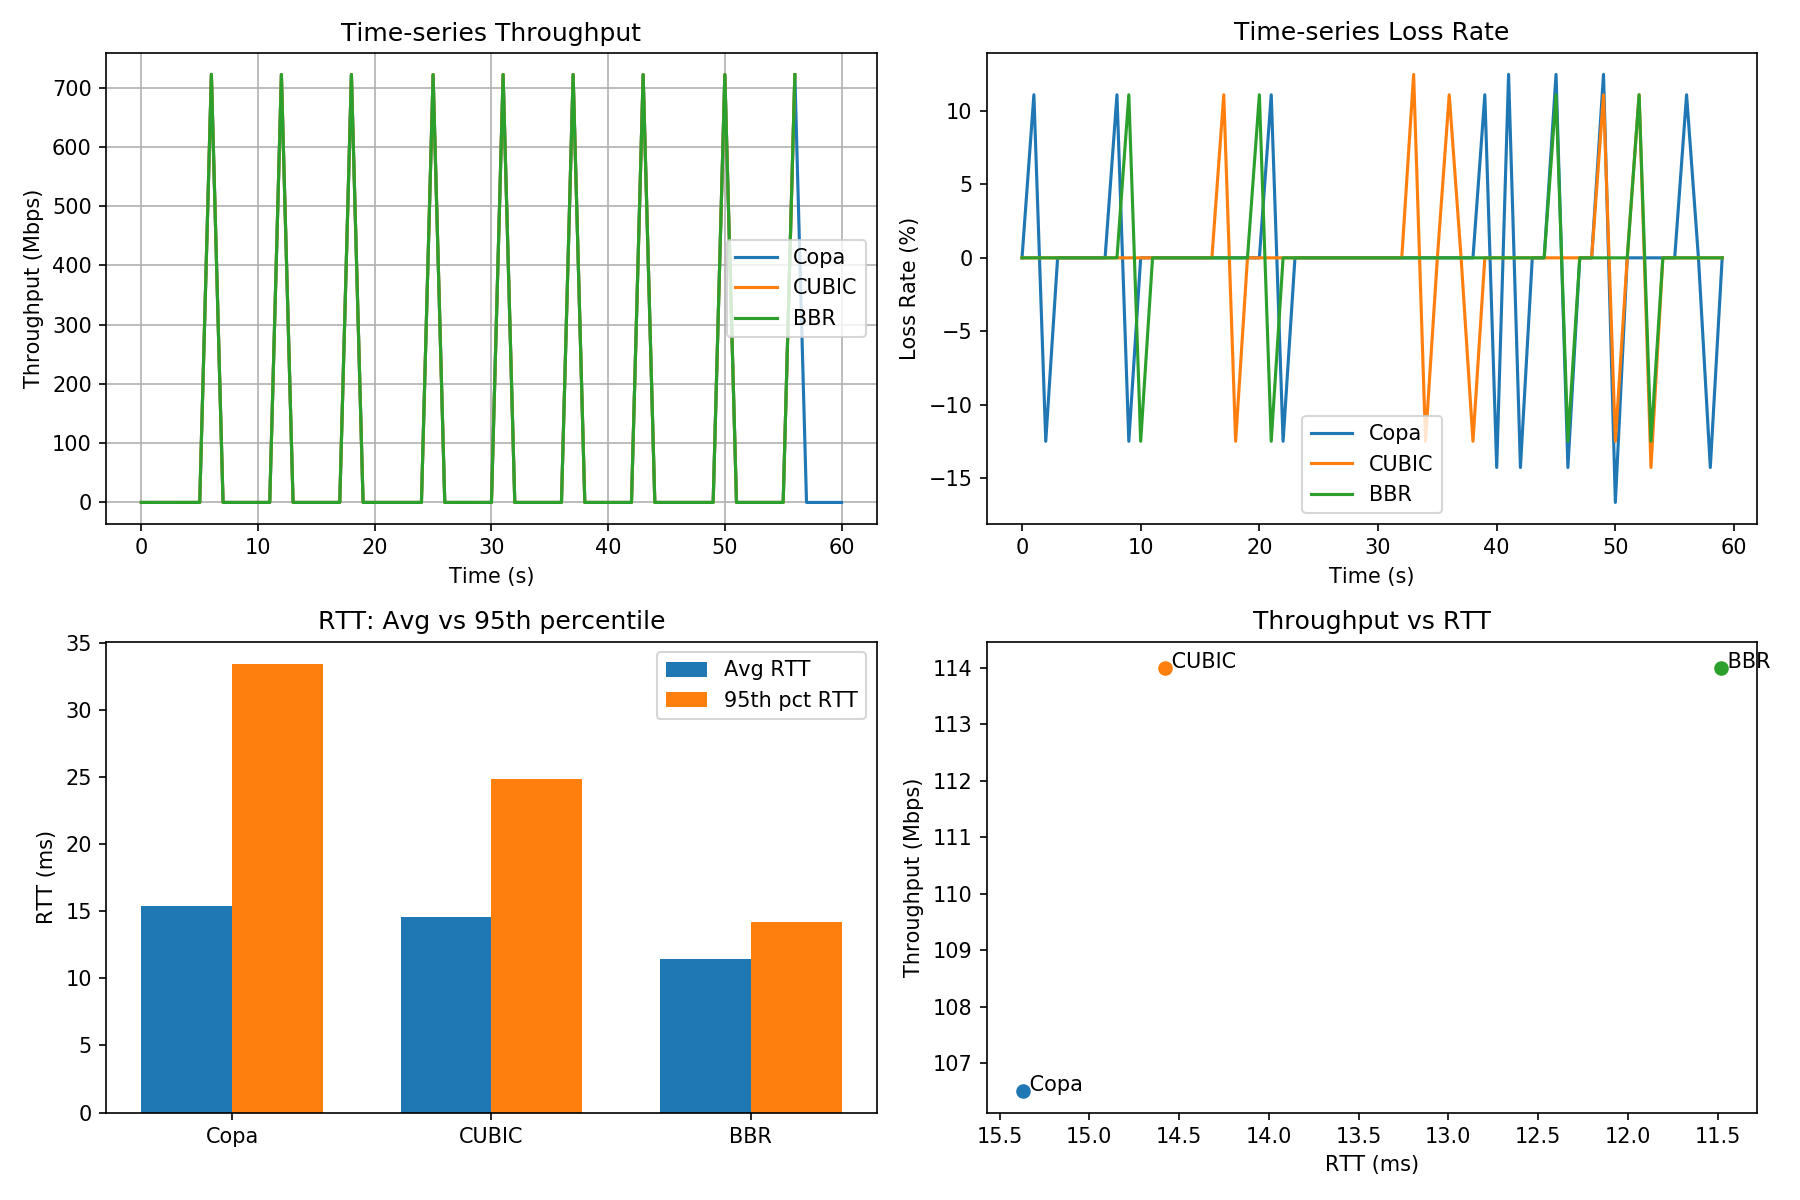 Time-series Throughput
Throughput (Mbps)
700
600
500
400
300
200
100
0
Copa
CUBIC
BBR
0 10 20 30 40 50 60
Time (s)
Time-series Loss Rate
Loss Rate (%)
10
5
0
−5
−10
−15
Copa
CUBIC
BBR
0 10 20 30 40 50 60
Time (s)
RTT: Avg vs 95th percentile
RTT (ms)
35
30
25
20
15
10
5
0
Avg RTT
95th pct RTT
Copa CUBIC BBR
Throughput vs RTT
Throughput (Mbps)
114
113
112
111
110
109
108
107
CUBIC
BBR
Copa
15.5 15.0 14.5 14.0 13.5 13.0 12.5 12.0 11.5
RTT (ms)